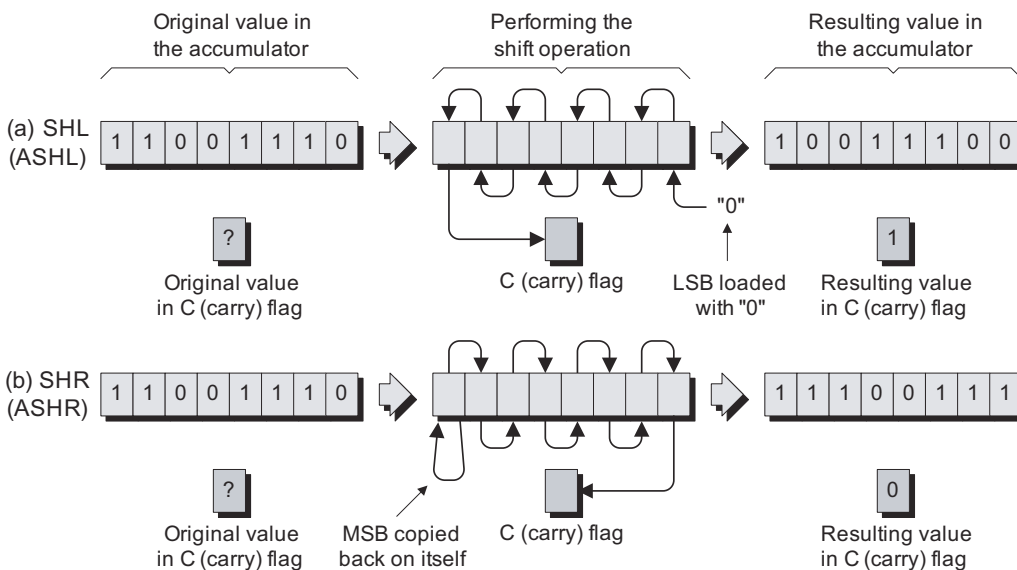 Original value in
the accumulator
Performing the
shift operation
Resulting value in
the accumulator
(a) SHL
(ASHL)
1 1 0 0 1 1 1 0
1 0 0 1 1 1 0 0
"0"
?
1
Original value
in C (carry) flag
C (carry) flag
LSB loaded
with "0"
Resulting value
in C (carry) flag
(b) SHR
(ASHR)
1 1 0 0 1 1 1 0
1 1 1 0 0 1 1 1
?
0
Original value
in C (carry) flag
MSB copied
back on itself
C (carry) flag
Resulting value
in C (carry) flag